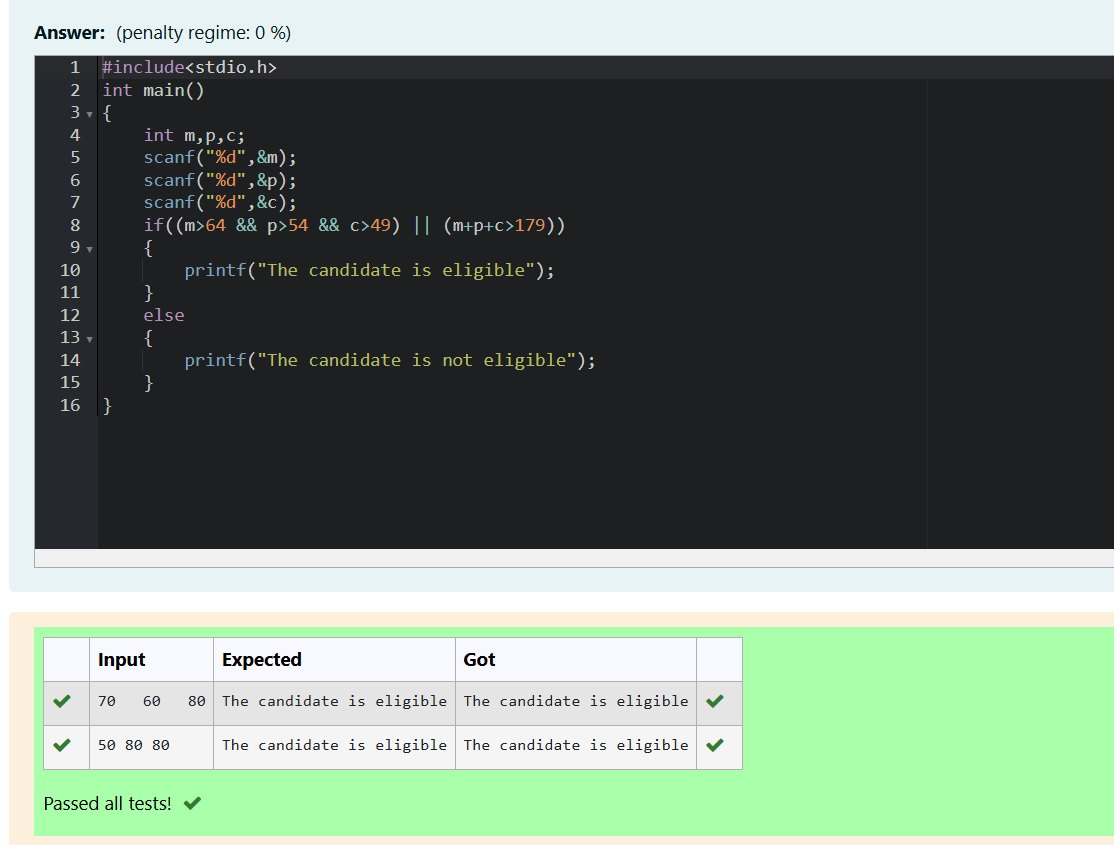 Answer: (penalty regime: 0 %)
1 #include<stdio.h>
2 int main()
3 {
4     int m,p,c;
5     scanf("%d",&m);
6     scanf("%d",&p);
7     scanf("%d",&c);
8     if((m>64 && p>54 && c>49) || (m+p+c>179))
9     {
10         printf("The candidate is eligible");
11     }
12     else
13     {
14         printf("The candidate is not eligible");
15     }
16 }
Input Expected Got
70   60   80 The candidate is eligible The candidate is eligible
50 80 80 The candidate is eligible The candidate is eligible
Passed all tests!